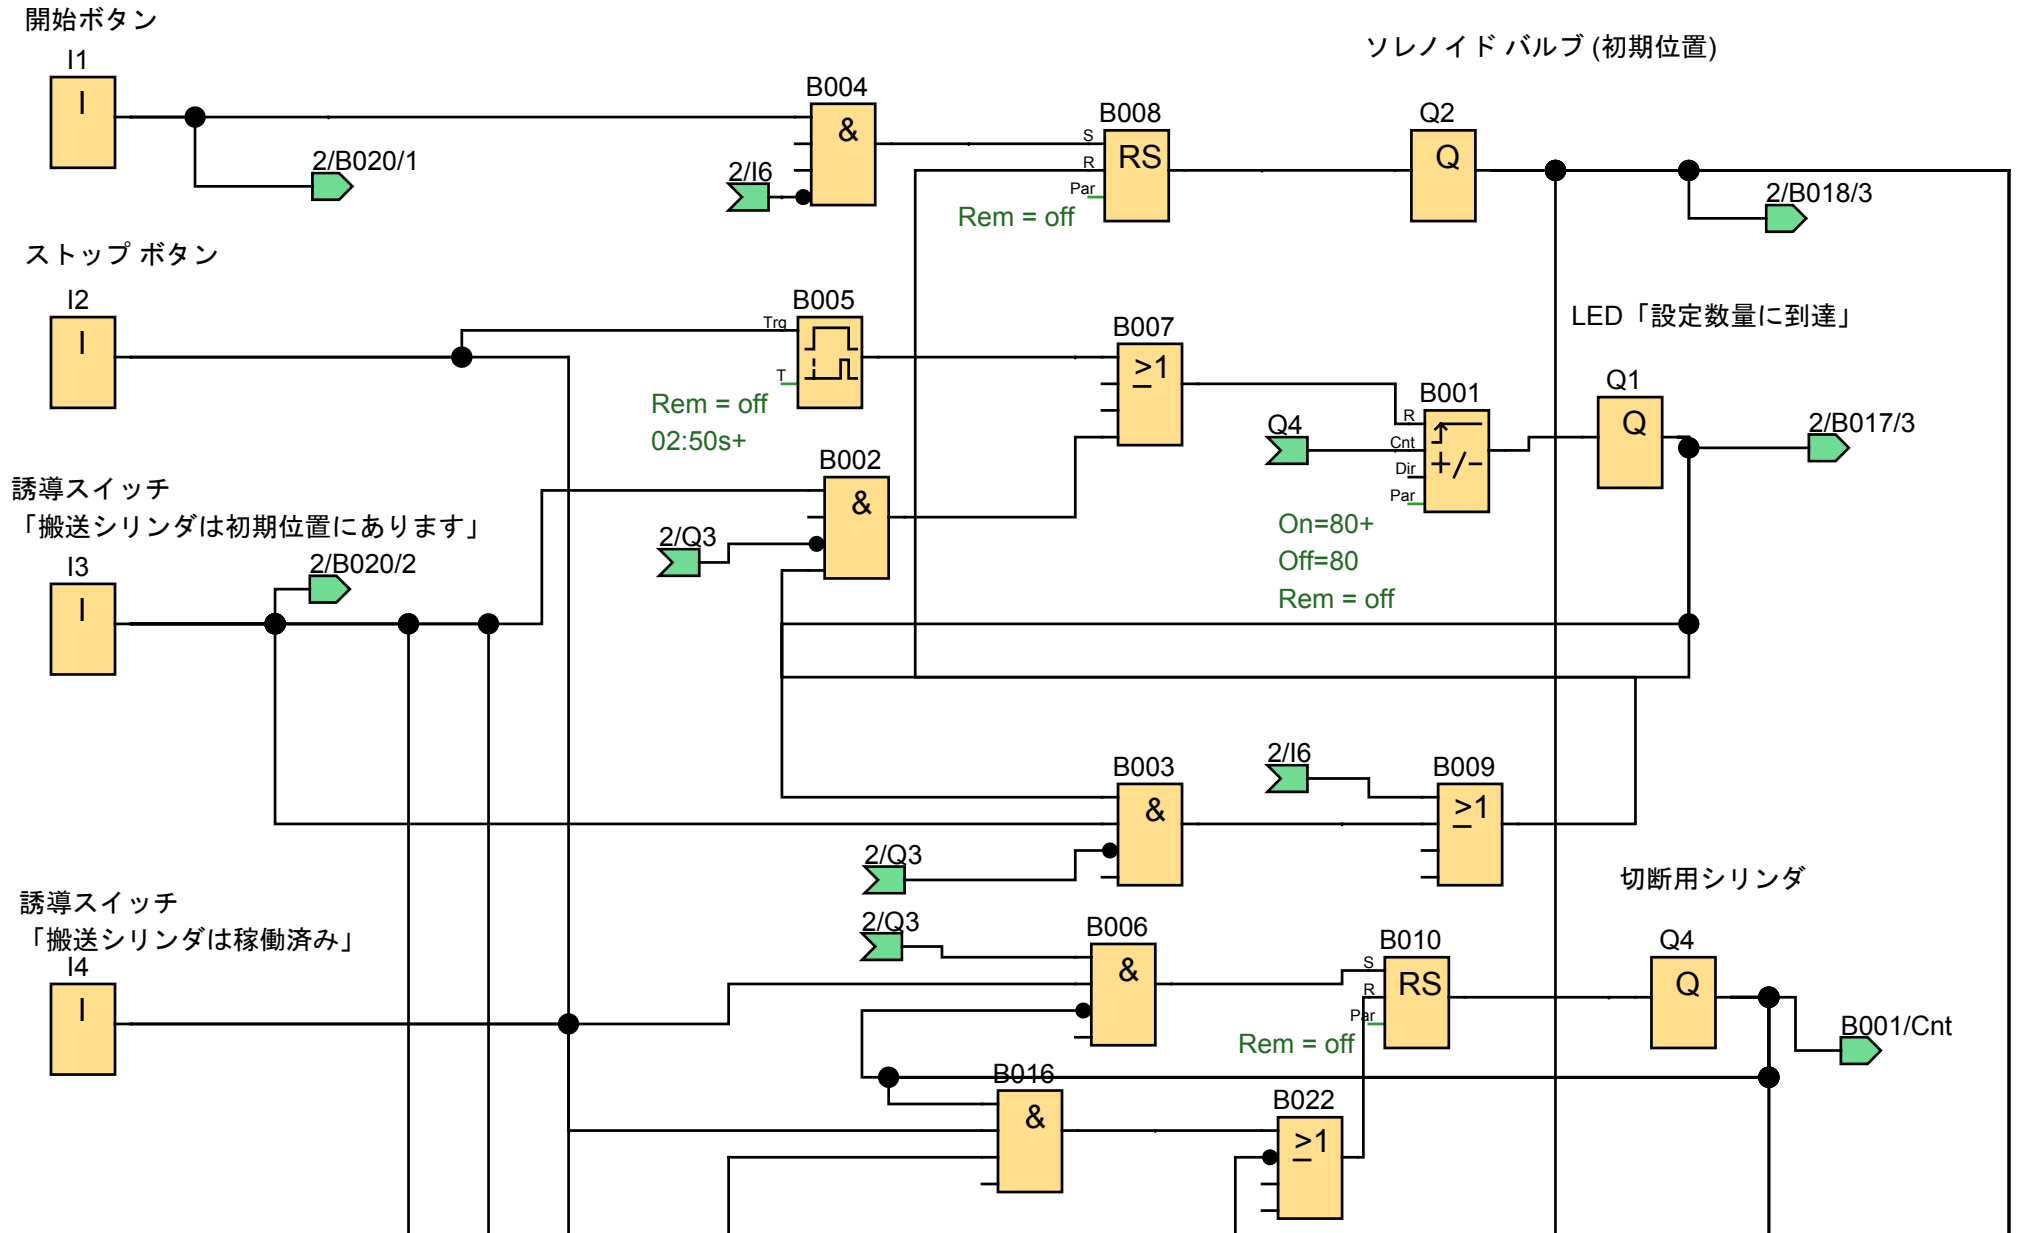 開始ボタン
I1
I
2/B020/1
B004
&
2/I6
B008
S
R
Par
RS
Rem = off
ソレノイド バルブ (初期位置)
Q2
Q
2/B018/3
ストップ ボタン
I2
I
B005
Trg
T
Rem = off
02:50s+
B007
≥1
LED「設定数量に到達」
Q1
Q
2/B017/3
B001
R
Cnt
Dir
Par
+/-
Q4
On=80+
Off=80
Rem = off
B002
&
2/Q3
誘導スイッチ
「搬送シリンダは初期位置にあります」
I3
I
2/B020/2
B003
&
2/Q3
2/I6
B009
≥1
切断用シリンダ
誘導スイッチ
「搬送シリンダは稼働済み」
I4
I
2/Q3
B006
&
B010
S
R
Par
RS
Rem = off
Q4
Q
B001/Cnt
B016
&
B022
≥1